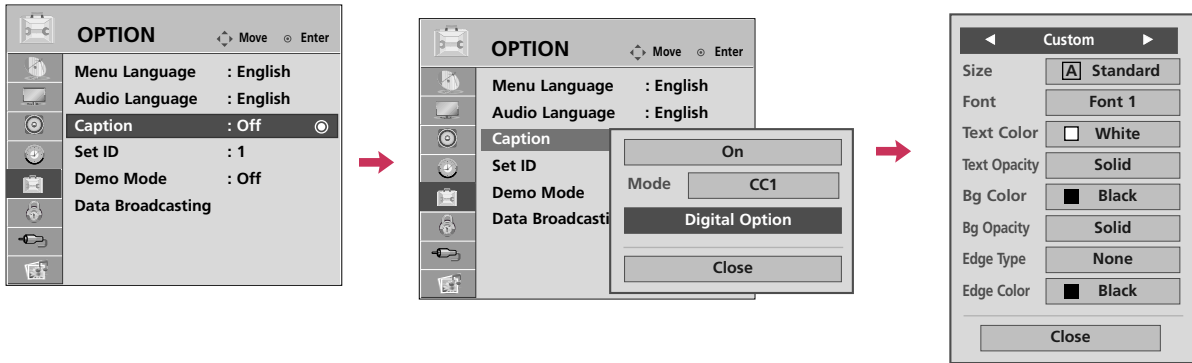 OPTION Move Enter
Menu Language : English
Audio Language : English
Caption : Off
Set ID : 1
Demo Mode : Off
Data Broadcasting
OPTION Move Enter
Menu Language : English
Audio Language : English
Caption
Set ID
Demo Mode
Data Broadcasti
On
Mode CC1
Digital Option
Close
Custom
Size A Standard
Font Font 1
Text Color White
Text Opacity Solid
Bg Color Black
Bg Opacity Solid
Edge Type None
Edge Color Black
Close